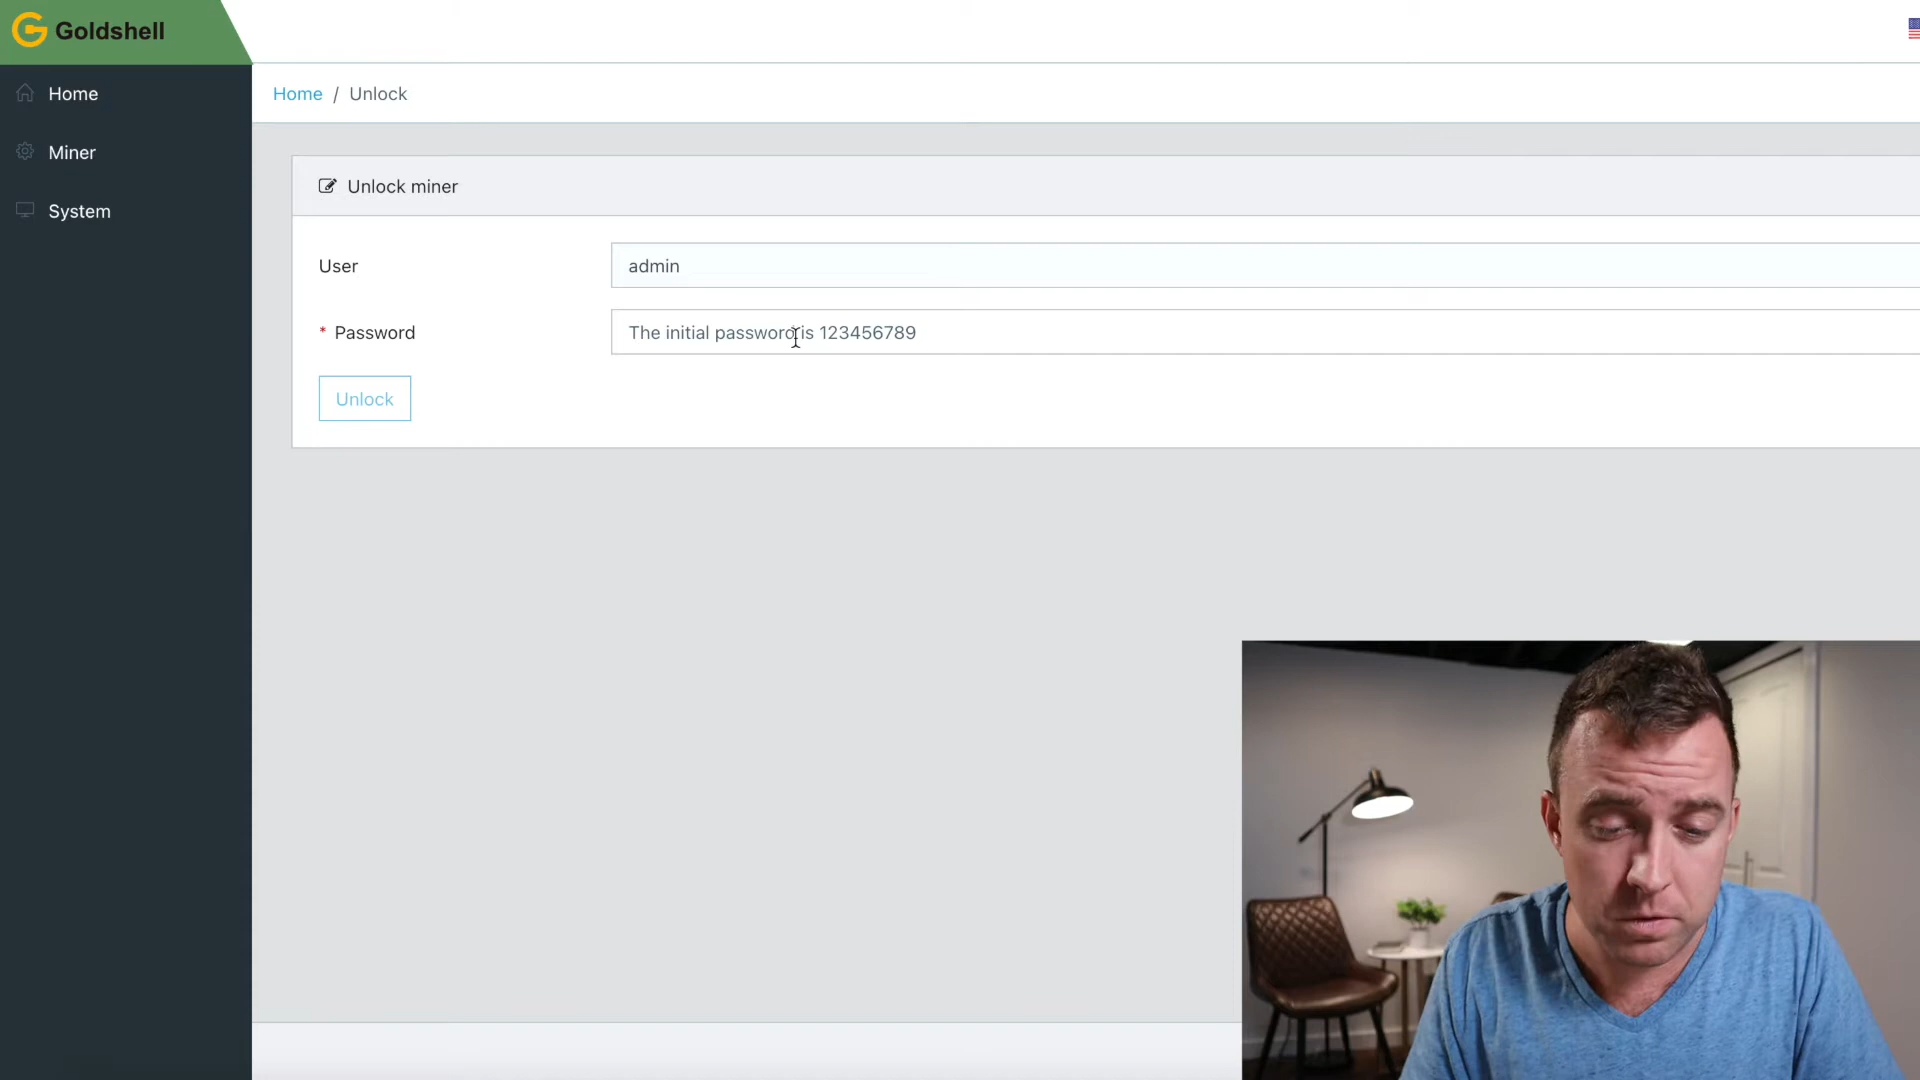 Goldshell
Home
Miner
System
Home / Unlock
Unlock miner
User
admin
* Password
The initial password is 123456789
Unlock